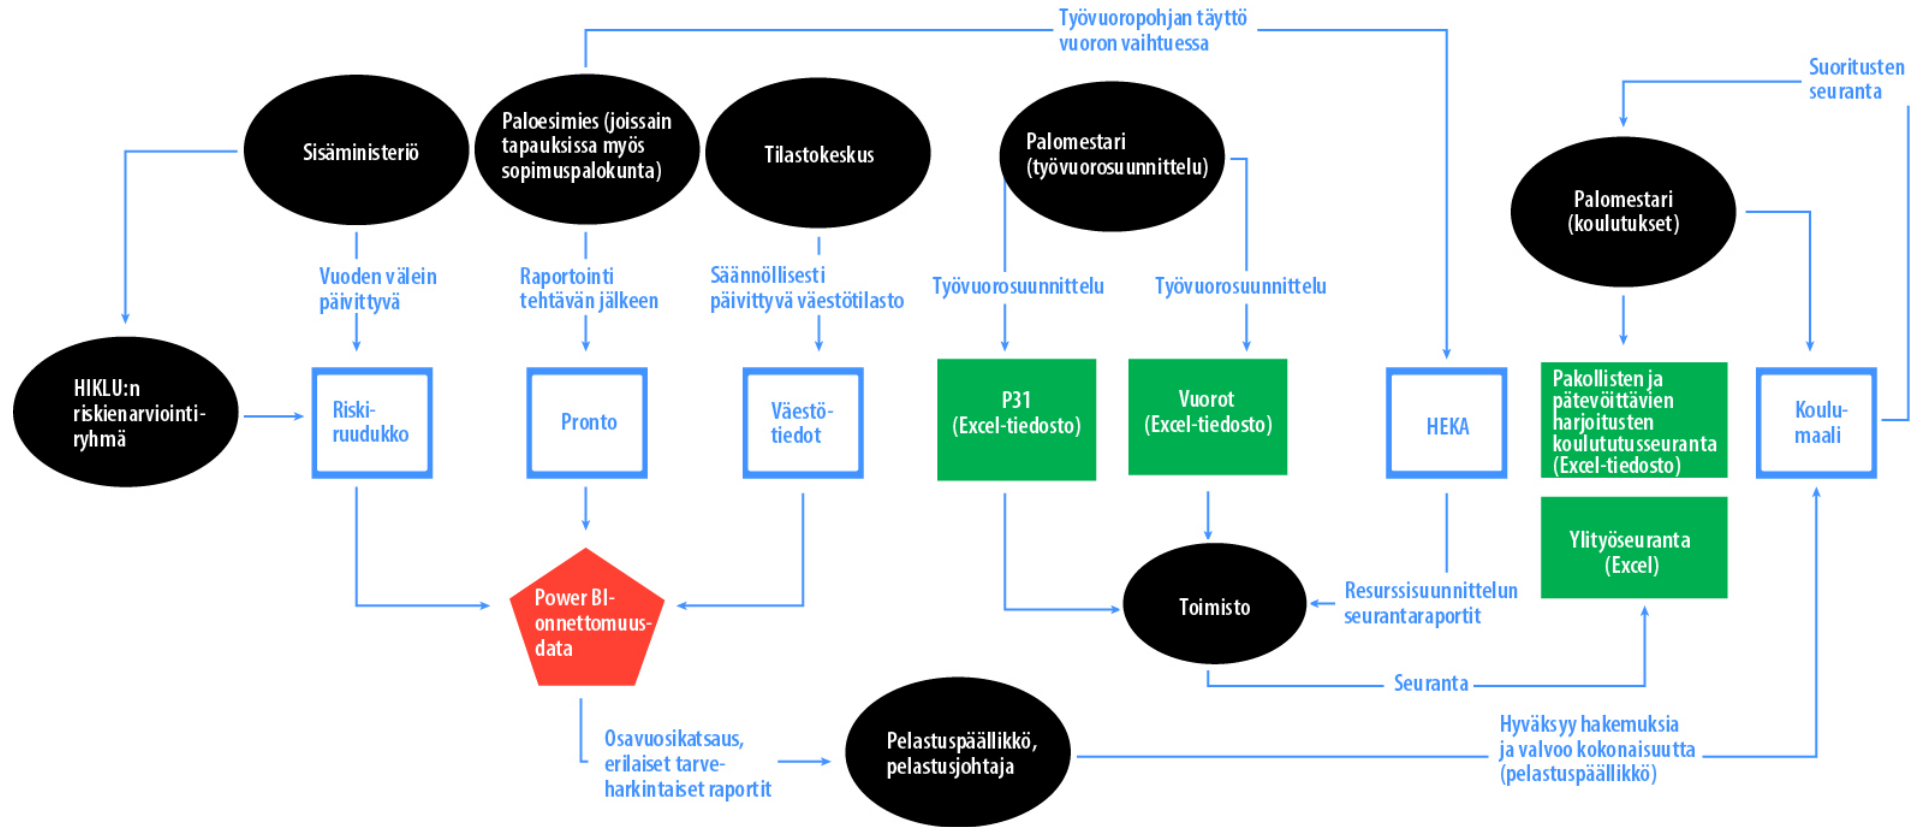 Työvuoropohjan täyttö
vuoron vaihtuessa
Suoritusten
seuranta
Sisäministeriö
Paloesimies (joissain
tapauksissa myös
sopimuspalokunta)
Tilastokeskus
Palomestari
(työvuorosuunnittelu)
Palomestari
(koulutukset)
Vuoden välein
päivittyvä
Raportointi
tehtävän jälkeen
Säännöllisesti
päivittyvä väestötilasto
Työvuorosuunnittelu
Työvuorosuunnittelu
HIKLU:n
riskienarviointi-
ryhmä
Riski-
ruudukko
Pronto
Väestö-
tiedot
P31
(Excel-tiedosto)
Vuorot
(Excel-tiedosto)
HEKA
Pakollisten ja
pätevöittävien
harjoitusten
koulututusseuranta
(Excel-tiedosto)
Koulu-
maali
Ylityöseuranta
(Excel)
Power BI-
onnettomuus-
data
Toimisto
Resurssisuunnittelun
seurantaraportit
Seuranta
Osavuosikatsaus,
erilaiset tarve-
harkintaiset raportit
Pelastuspäällikkö,
pelastusjohtaja
Hyväksyy hakemuksia
ja valvoo kokonaisuutta
(pelastuspäällikkö)